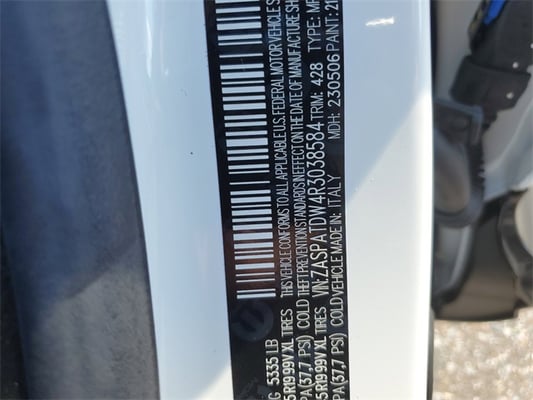 G 5335 LB THIS VEHICLE CONFORMS TO ALL APPLICABLE U.S. FEDERAL MOTOR VEHICLE S
5R19 99V XL TIRES THEFT PREVENTION STANDARDS IN EFFECT ON THE DATE OF MANUFACTURE SH
PA (37,7 PSI) COLD VIN: ZASPATDW4R3038584 TRIM: 428 TYPE: MP
5R19 99V XL TIRES VEHICLE MADE IN: ITALY MDH: 230506 PAINT: 21
PA (37,7 PSI) COLD